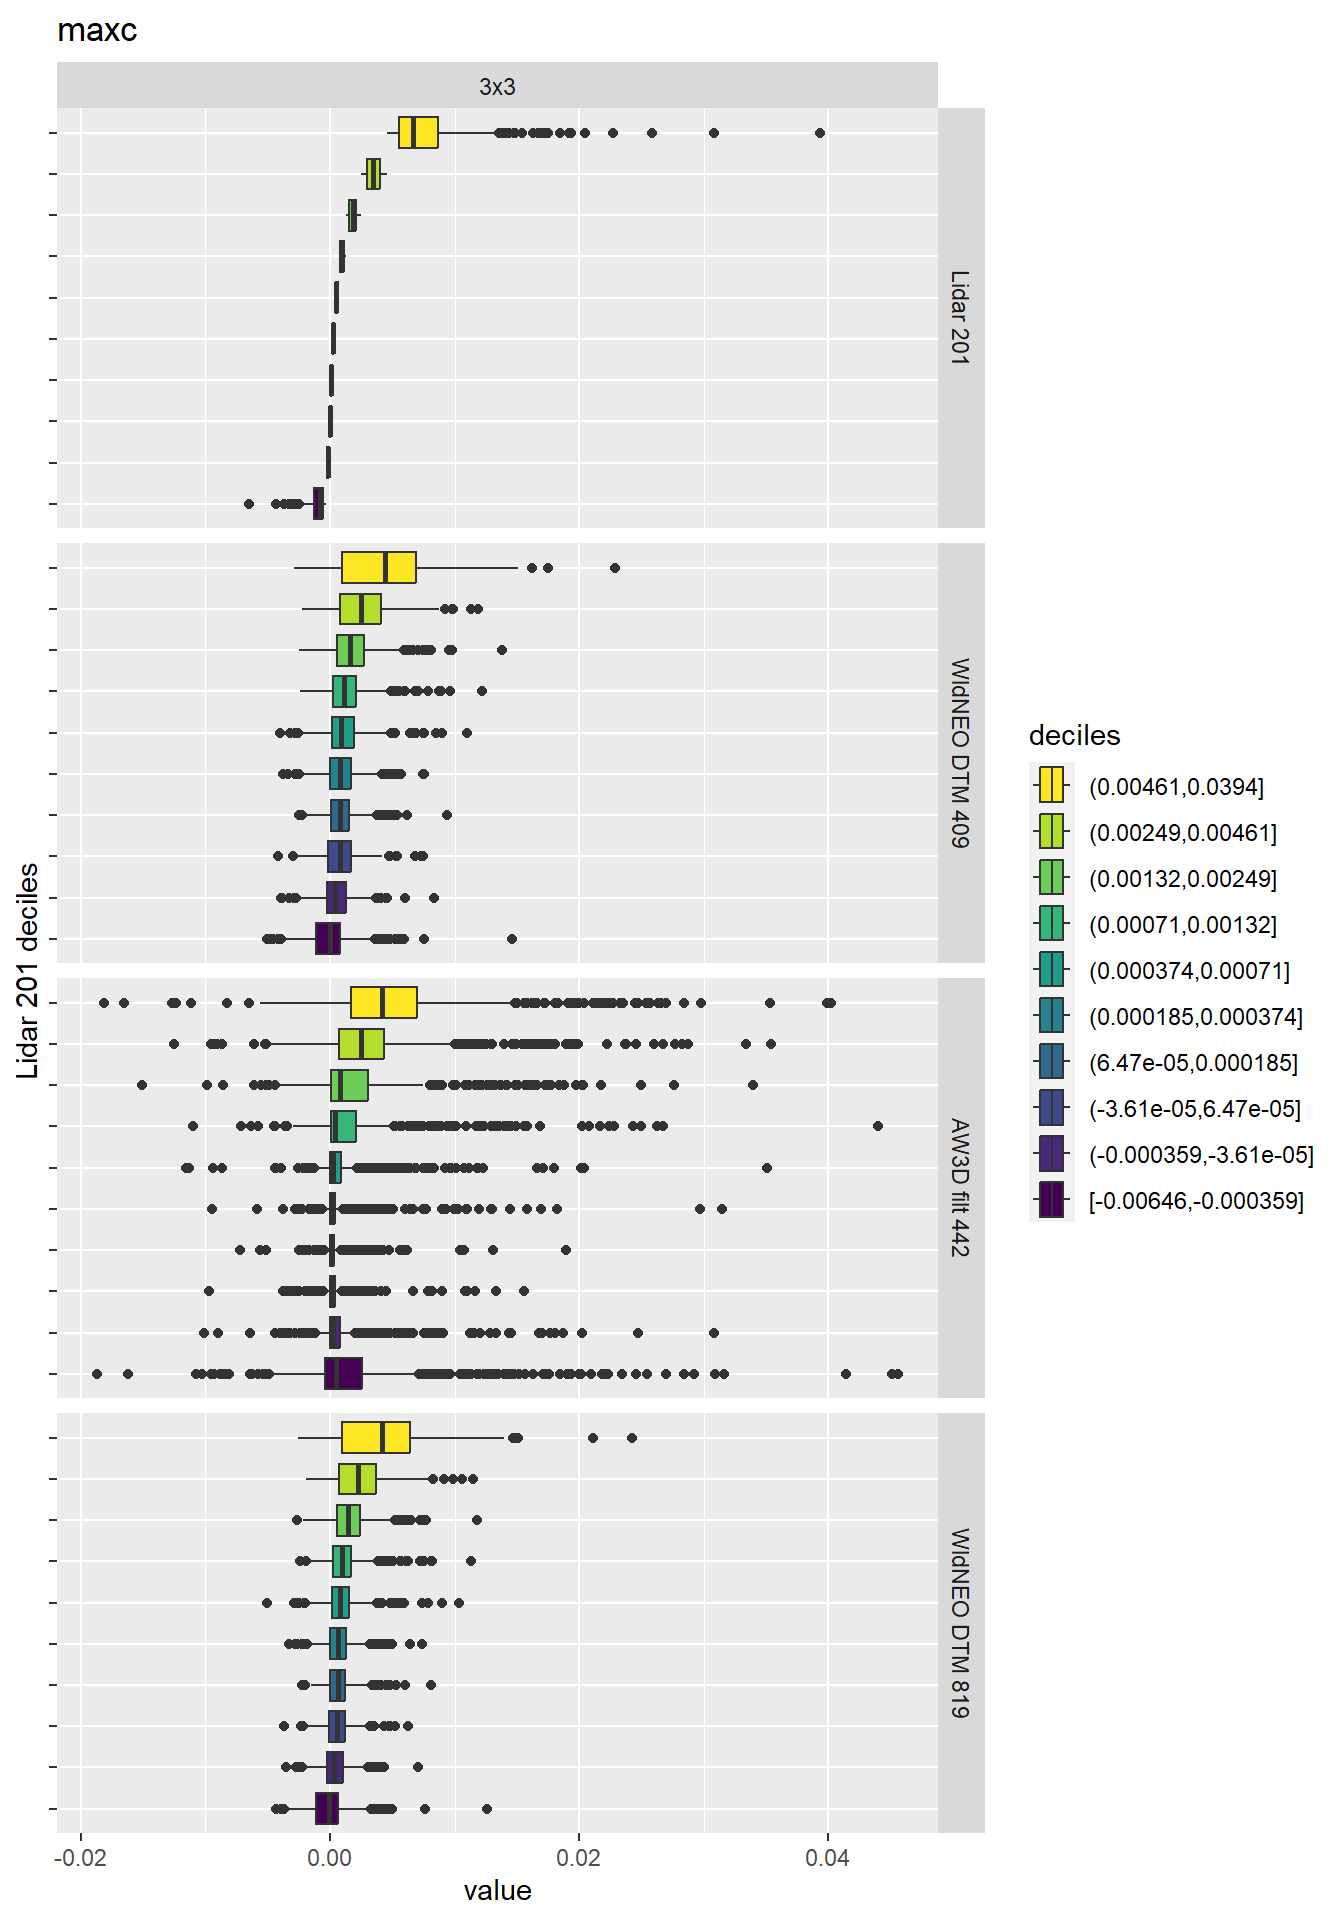 maxc
3x3
Lidar 201
WldNEO DTM 409
AW3D filt 442
WldNEO DTM 819
Lidar 201 deciles
-0.02
0.00
0.02
0.04
value
deciles
(0.00461,0.0394]
(0.00249,0.00461]
(0.00132,0.00249]
(0.00071,0.00132]
(0.000374,0.00071]
(0.000185,0.000374]
(6.47e-05,0.000185]
(-3.61e-05,6.47e-05]
(-0.000359,-3.61e-05]
[-0.00646,-0.000359]